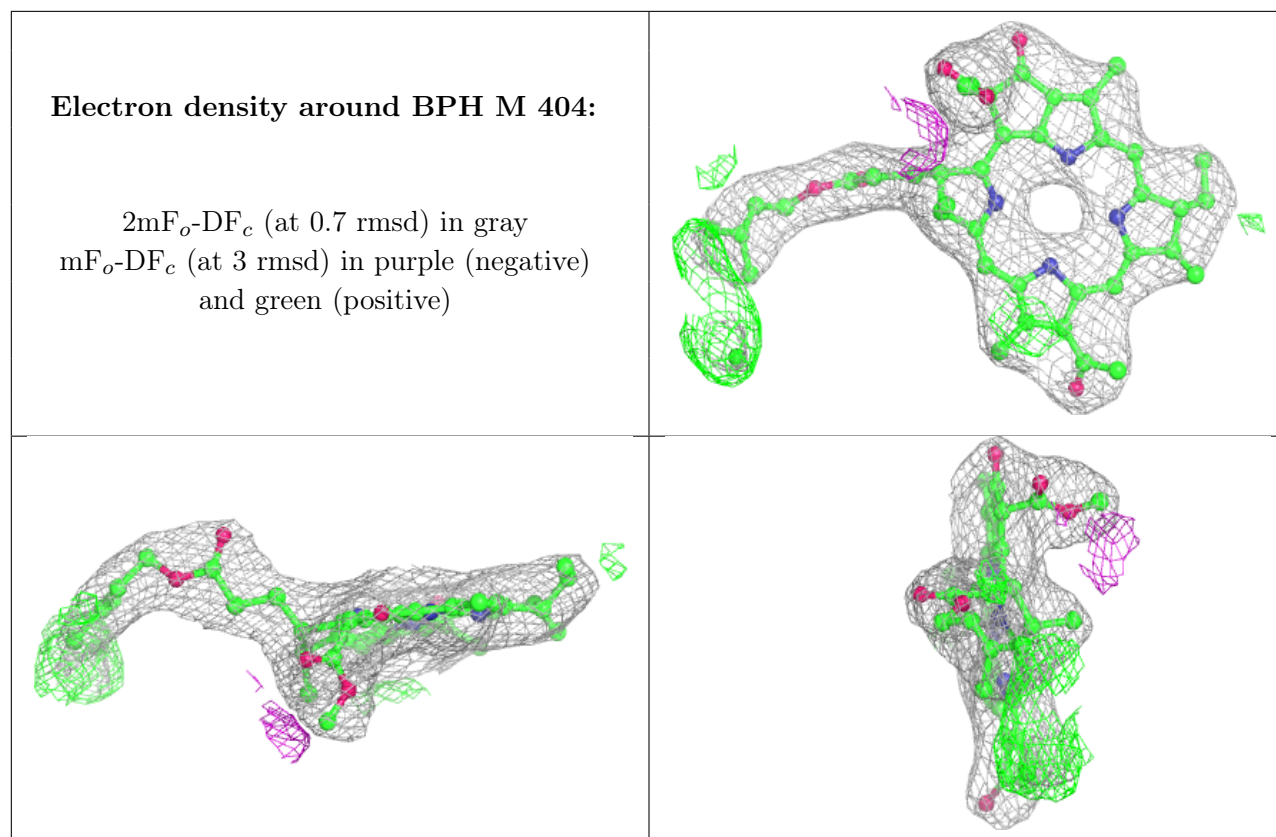 Electron density around BPH M 404:
2mFo-DFc (at 0.7 rmsd) in gray
mFo-DFc (at 3 rmsd) in purple (negative)
and green (positive)